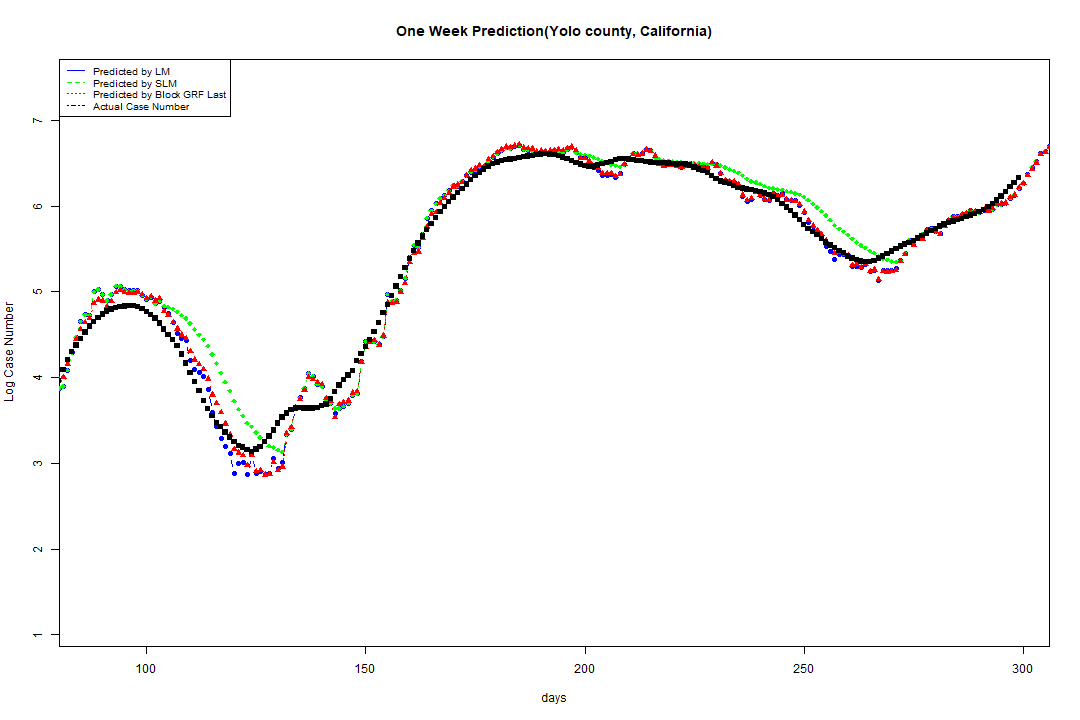 One Week Prediction(Yolo county, California)
Predicted by LM
Predicted by SLM
Predicted by Block GRF Last
Actual Case Number
7
6
5
4
3
2
1
Log Case Number
100 150 200 250 300
days